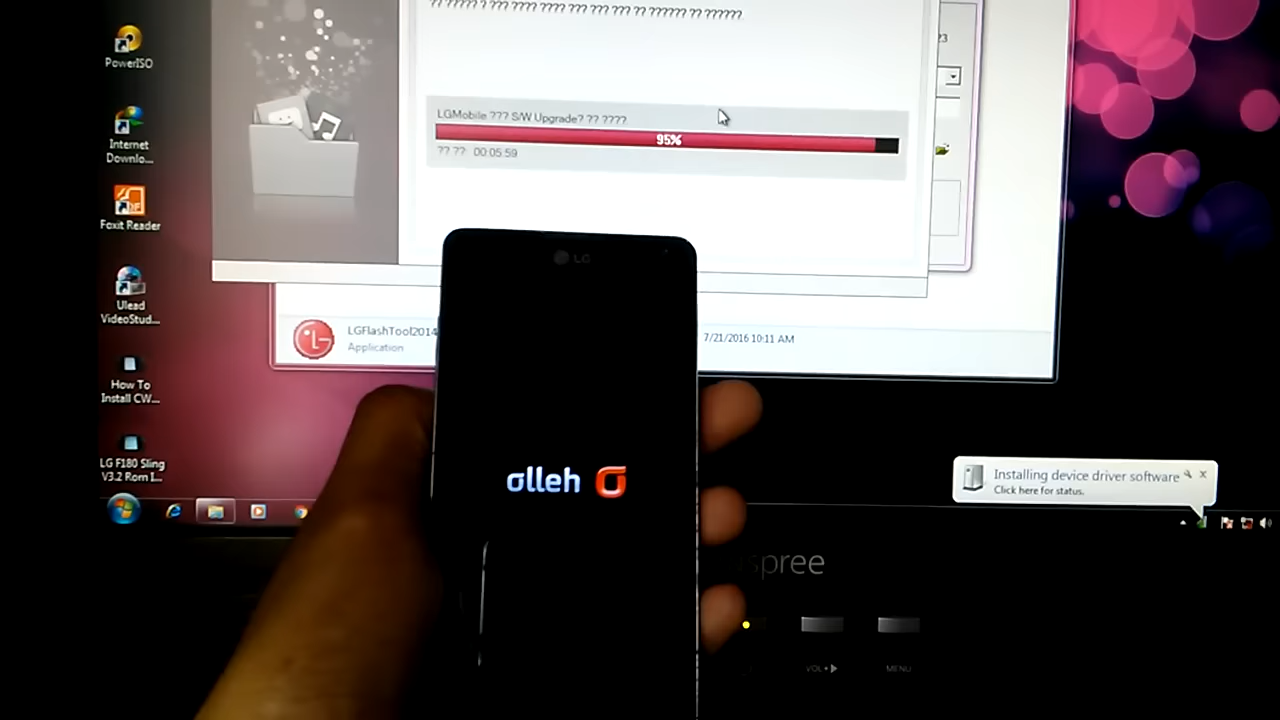 ?? ????? ? ??? ???? ???? ??? ??? ??? ?? ?????? ?? ??????.
PowerISO
Internet
Downlo...
Foxit Reader
Ulead
VideoStud...
How To
Install CW...
LG F180 Sling
V3.2 Rom I...
LGMobile ??? S/W Upgrade? ?? ????.
95%
?? ??: 00:05:59
23
LGFlashTool2014
Application
7/21/2016 10:11 AM
LG
olleh
Installing device driver software
Click here for status.
spree
VOL+
MENU